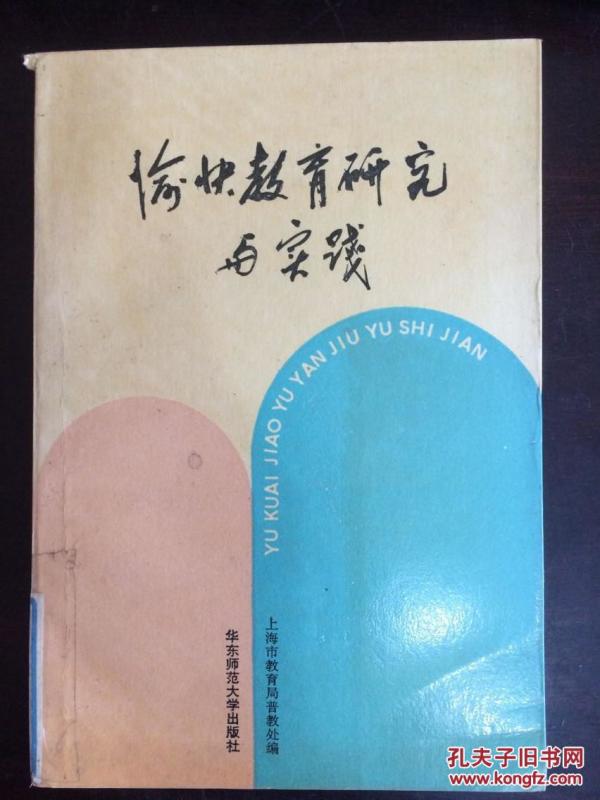 愉快教育研究
与实践
YU KUAI JIAO YU YAN JIU YU SHI JIAN
上海市教育局普教处编
华东师范大学出版社
孔夫子旧书网
www.kongfz.com